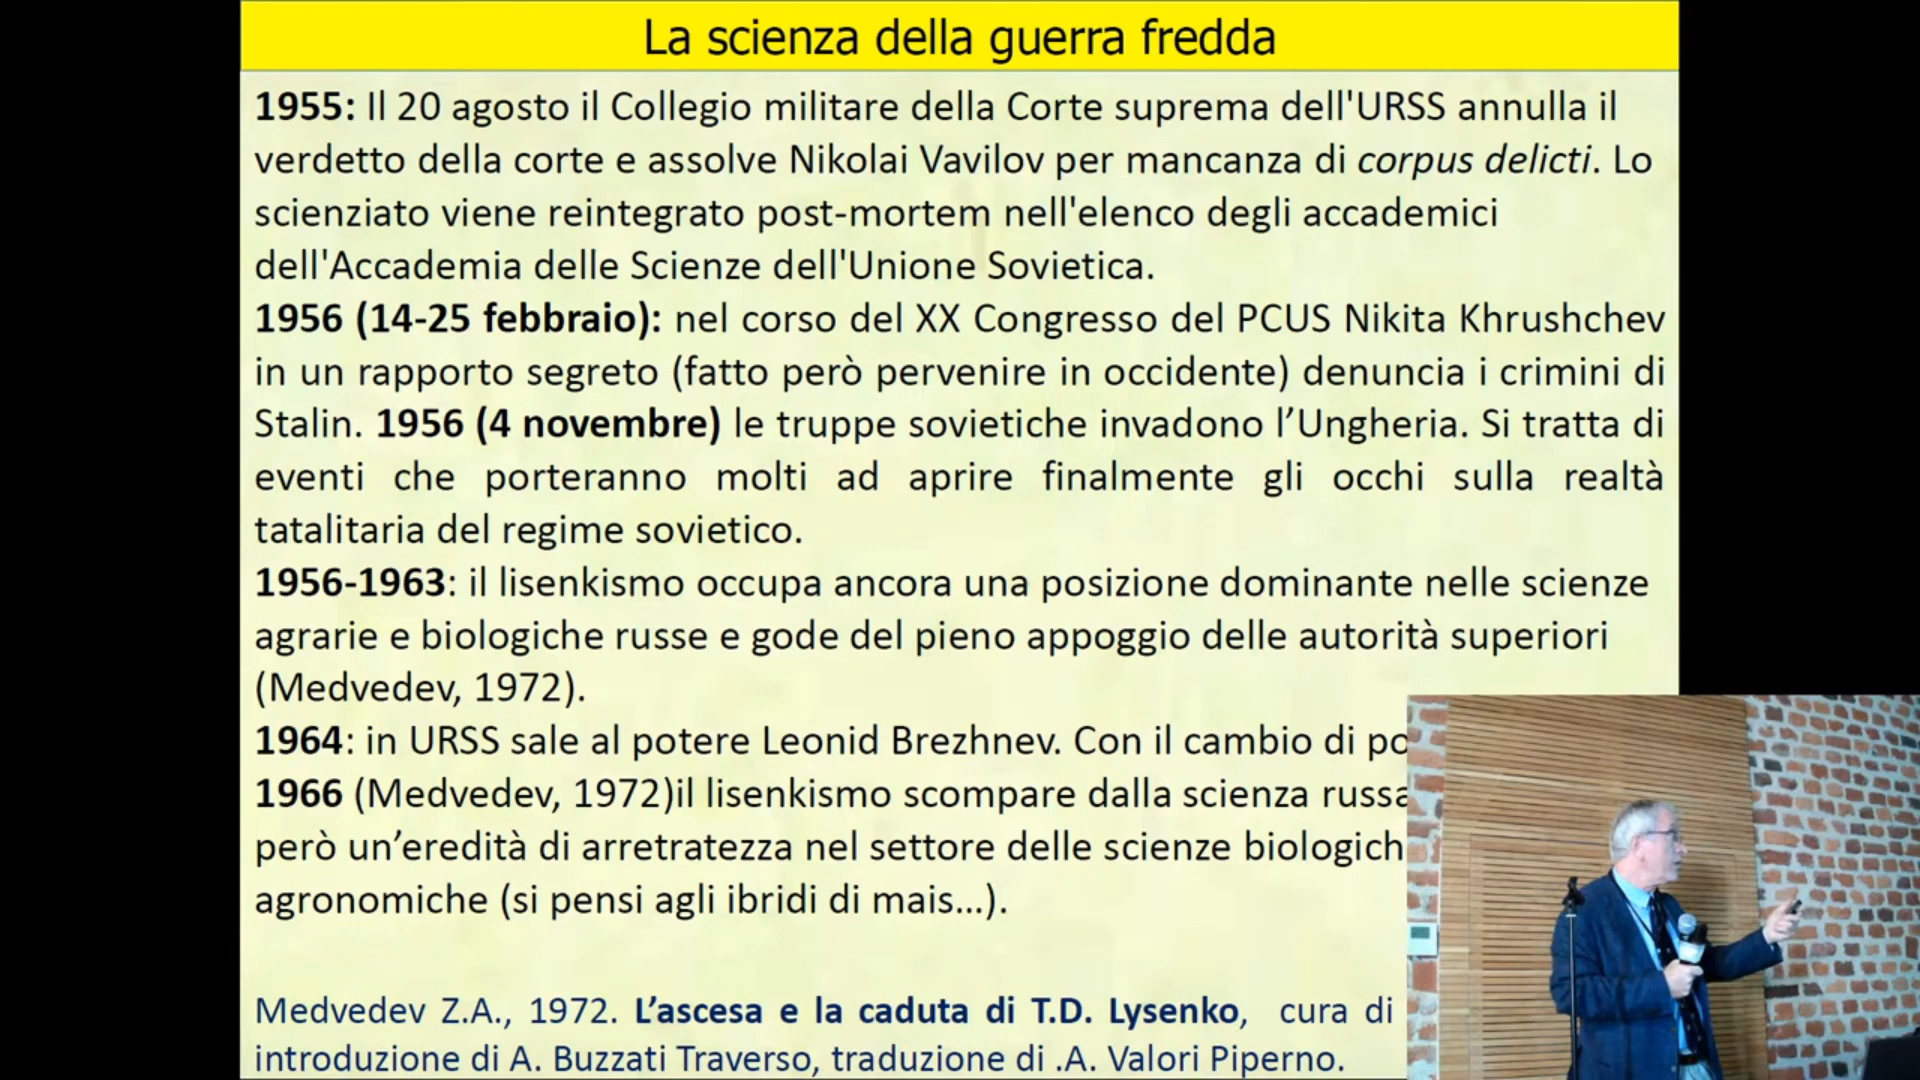 La scienza della guerra fredda
1955: Il 20 agosto il Collegio militare della Corte suprema dell'URSS annulla il
verdetto della corte e assolve Nikolai Vavilov per mancanza di corpus delicti. Lo
scienziato viene reintegrato post-mortem nell'elenco degli accademici
dell'Accademia delle Scienze dell'Unione Sovietica.
1956 (14-25 febbraio): nel corso del XX Congresso del PCUS Nikita Khrushchev
in un rapporto segreto (fatto però pervenire in occidente) denuncia i crimini di
Stalin. 1956 (4 novembre) le truppe sovietiche invadono l’Ungheria. Si tratta di
eventi che porteranno molti ad aprire finalmente gli occhi sulla realtà
tatalitaria del regime sovietico.
1956-1963: il lisenkismo occupa ancora una posizione dominante nelle scienze
agrarie e biologiche russe e gode del pieno appoggio delle autorità superiori
(Medvedev, 1972).
1964: in URSS sale al potere Leonid Brezhnev. Con il cambio di po
1966 (Medvedev, 1972)il lisenkismo scompare dalla scienza russa
però un’eredità di arretratezza nel settore delle scienze biologich
agronomiche (si pensi agli ibridi di mais…).
Medvedev Z.A., 1972. L’ascesa e la caduta di T.D. Lysenko, cura di
introduzione di A. Buzzati Traverso, traduzione di .A. Valori Piperno.